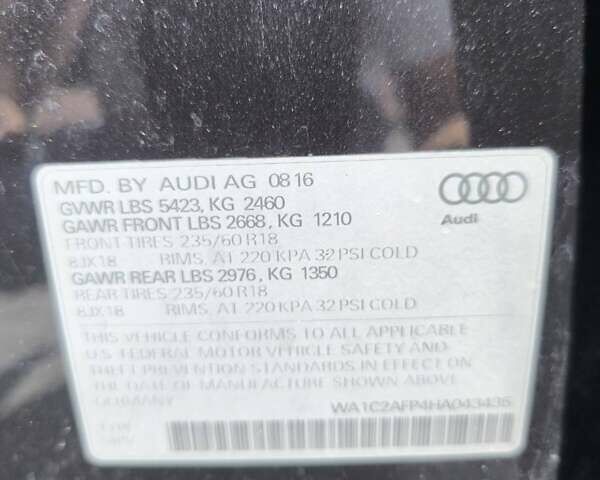 MFD. BY AUDI AG 0816
GVWR LBS 5423, KG 2460
GAWR FRONT LBS 2668, KG 1210
FRONT TIRES 235/60 R18
8JX18 RIMS, AT 220 KPA 32 PSI COLD
GAWR REAR LBS 2976, KG 1350
REAR TIRES 235/60 R18
8JX18 RIMS, AT 220 KPA 32 PSI COLD
THIS VEHICLE CONFORMS TO ALL APPLICABLE
U.S. FEDERAL MOTOR VEHICLE SAFETY AND
THEFT PREVENTION STANDARDS IN EFFECT ON
THE DATE OF MANUFACTURE SHOWN ABOVE.
GERMANY WA1C2AFP4HA043435
Audi